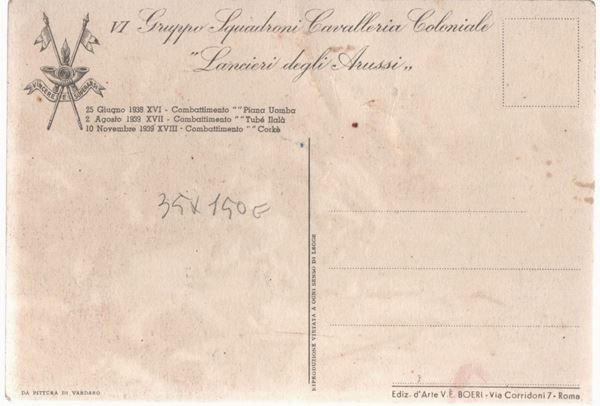 VI Gruppo Squadroni Cavalleria Coloniale
"Lancieri degli Arussi„
25 Giugno 1938 XVI - Combattimento "" Piana Uomba
2 Agosto 1939 XVII - Combattimento "" Tubé Ilalà
10 Novembre 1939 XVIII - Combattimento "" Corkè
35X150
RIPRODUZIONE VIETATA A OGNI SENSO DI LEGGE
DA PITTURA DI VARDARO
Ediz. d'Arte V.E. BOERI - Via Corridoni 7 - Roma